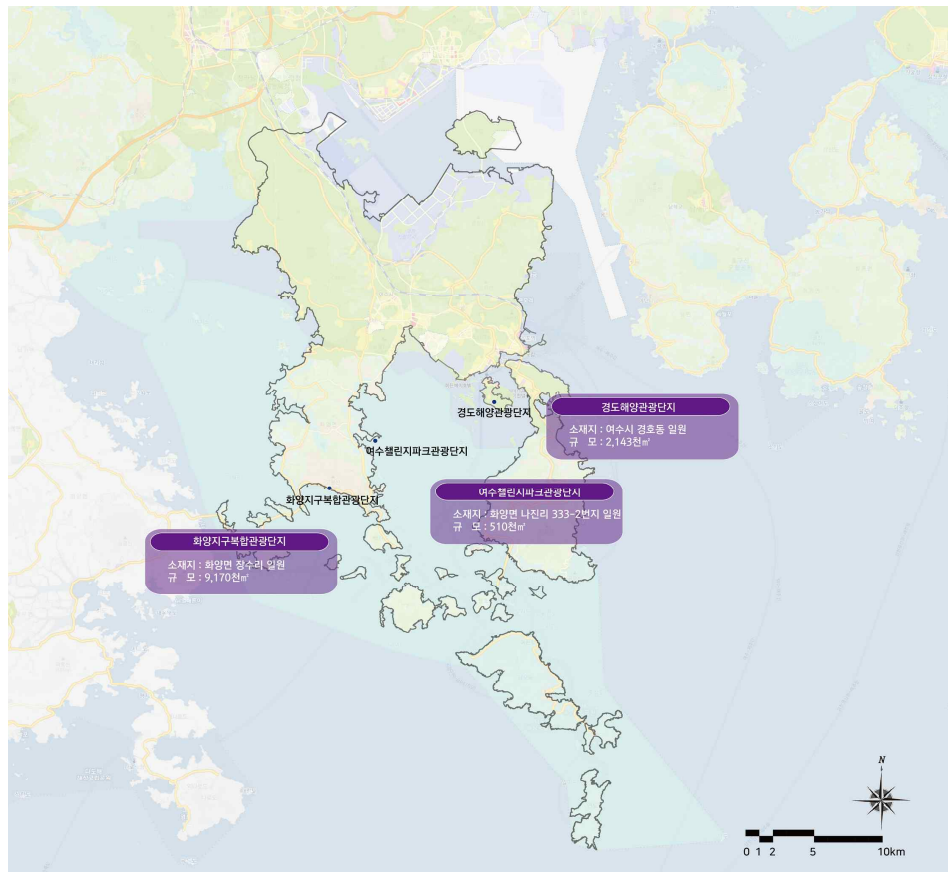 경도해양관광단지
경도해양관광단지
소재지 : 여수시 경호동 일원
규 모 : 2,143천㎡
여수챌린지파크관광단지
여수챌린지파크관광단지
소재지 : 화양면 나진리 333-2번지 일원
규 모 : 510천㎡
화양지구복합관광단지
화양지구복합관광단지
소재지 : 화양면 장수리 일원
규 모 : 9,170천㎡
N
0 1 2 5 10km